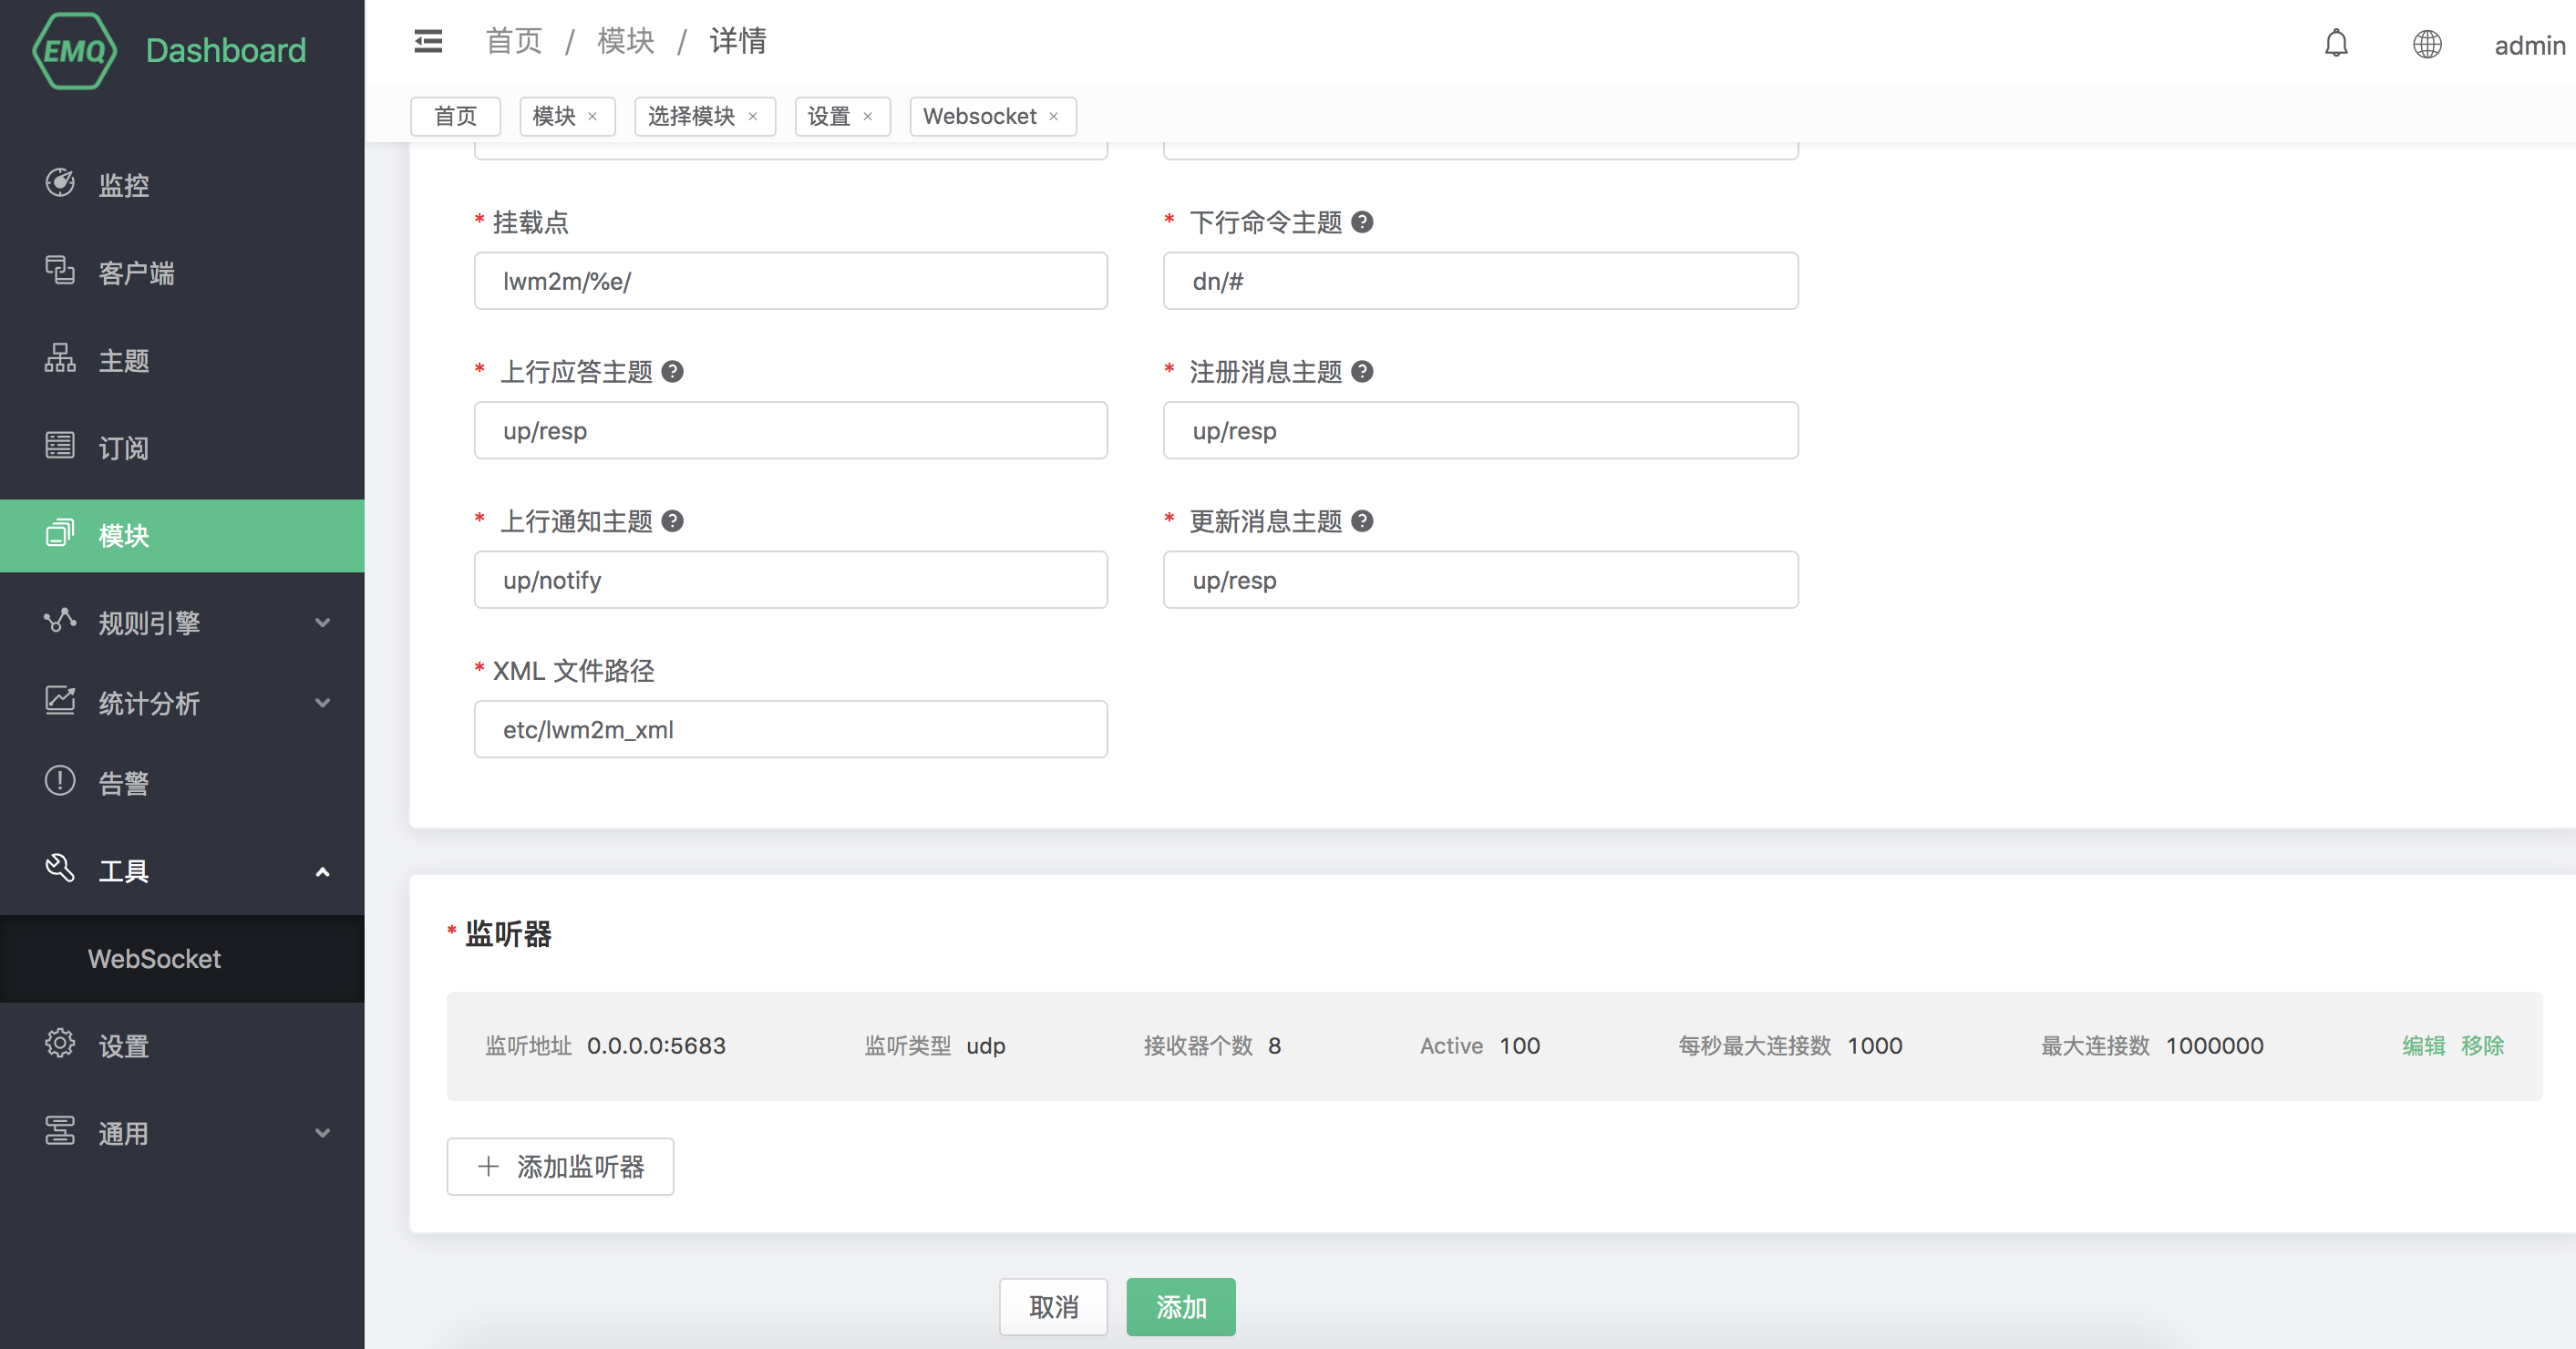 EMQ Dashboard
首页 / 模块 / 详情
admin
首页
模块 ×
选择模块 ×
设置 ×
Websocket ×
监控
客户端
主题
订阅
模块
规则引擎
统计分析
告警
工具
WebSocket
设置
通用
* 挂载点
lwm2m/%e/
* 下行命令主题 ?
dn/#
* 上行应答主题 ?
up/resp
* 注册消息主题 ?
up/resp
* 上行通知主题 ?
up/notify
* 更新消息主题 ?
up/resp
* XML 文件路径
etc/lwm2m_xml
* 监听器
监听地址 0.0.0.0:5683 监听类型 udp 接收器个数 8 Active 100 每秒最大连接数 1000 最大连接数 1000000 编辑 移除
+ 添加监听器
取消 添加